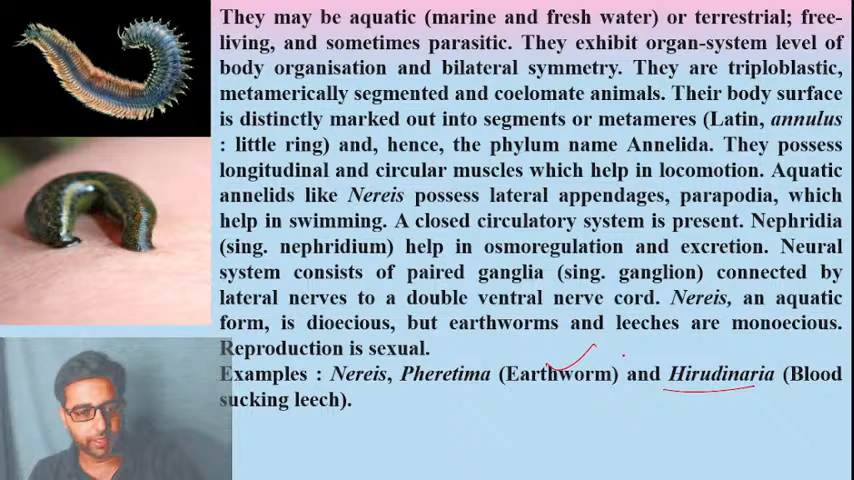 They may be aquatic (marine and fresh water) or terrestrial; free-
living, and sometimes parasitic. They exhibit organ-system level of
body organisation and bilateral symmetry. They are triploblastic,
metamerically segmented and coelomate animals. Their body surface
is distinctly marked out into segments or metameres (Latin, annulus
: little ring) and, hence, the phylum name Annelida. They possess
longitudinal and circular muscles which help in locomotion. Aquatic
annelids like Nereis possess lateral appendages, parapodia, which
help in swimming. A closed circulatory system is present. Nephridia
(sing. nephridium) help in osmoregulation and excretion. Neural
system consists of paired ganglia (sing. ganglion) connected by
lateral nerves to a double ventral nerve cord. Nereis, an aquatic
form, is dioecious, but earthworms and leeches are monoecious.
Reproduction is sexual.
Examples : Nereis, Pheretima (Earthworm) and Hirudinaria (Blood
sucking leech).